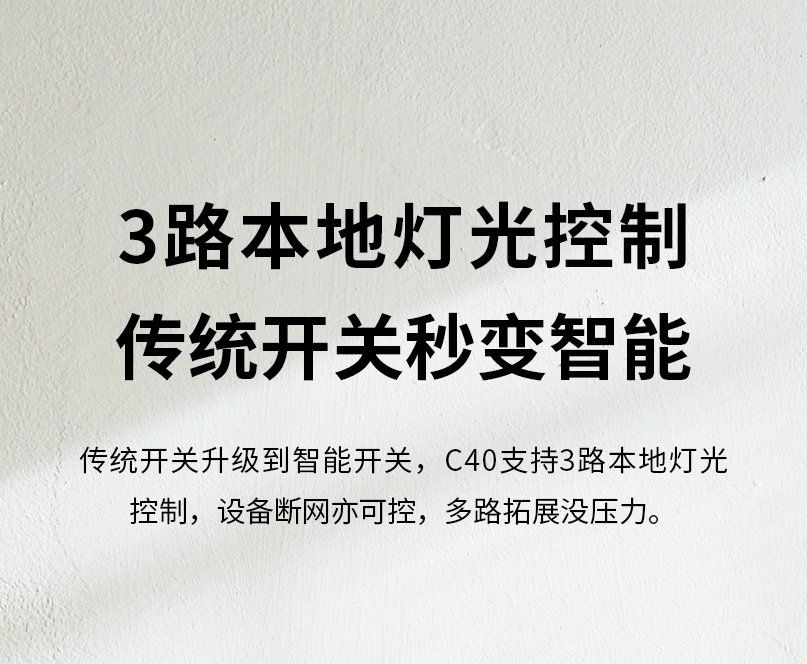 3路本地灯光控制
传统开关秒变智能
传统开关升级到智能开关，C40支持3路本地灯光
控制，设备断网亦可控，多路拓展没压力。